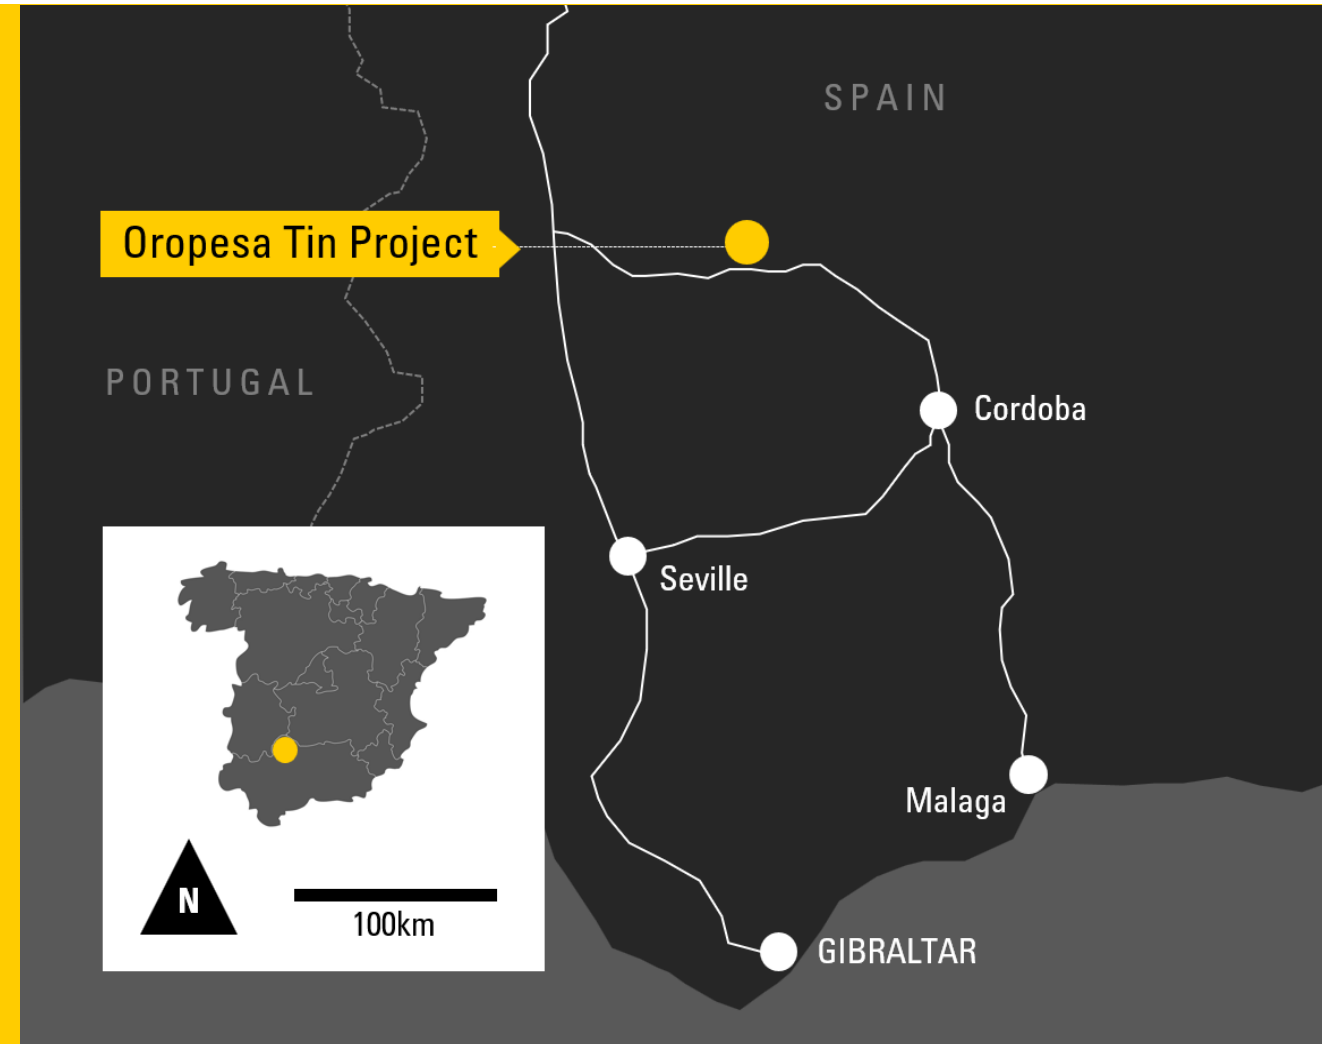 SPAIN
Oropesa Tin Project
PORTUGAL
Cordoba
Seville
Malaga
GIBRALTAR
N
100km